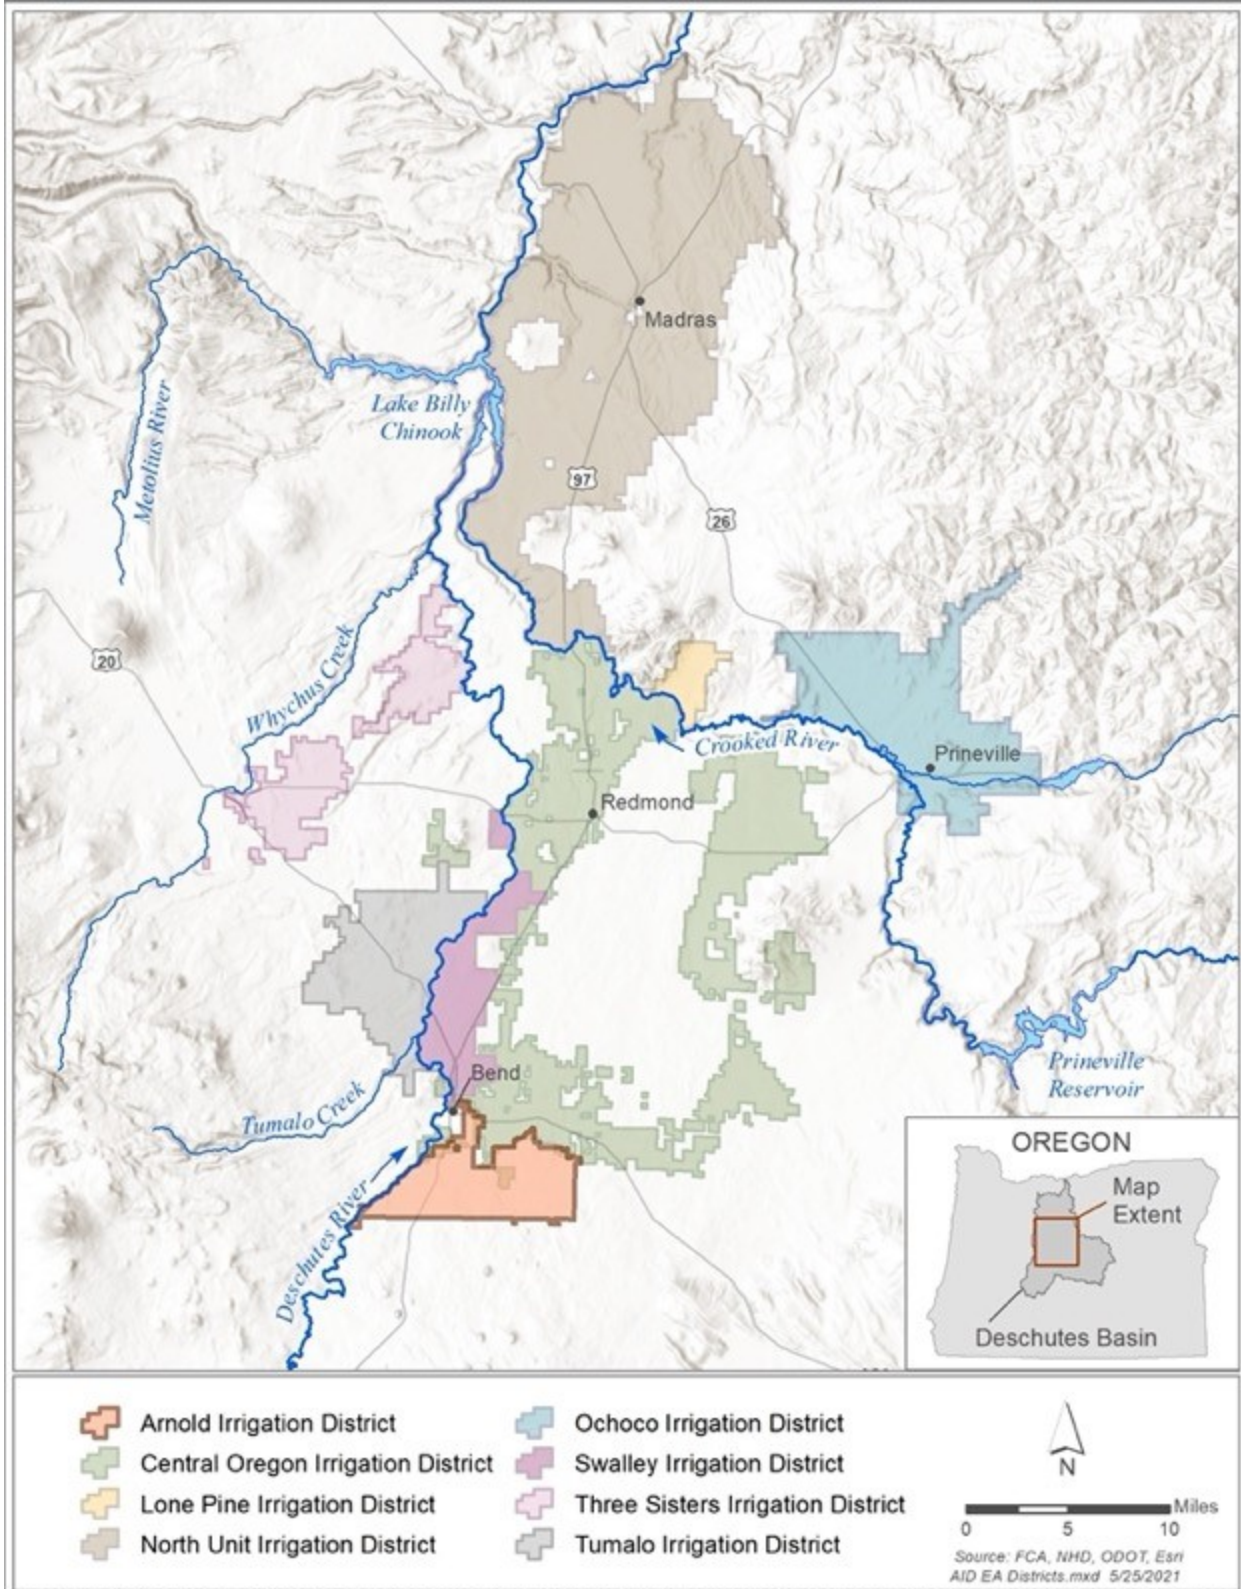 Madras
Lake Billy
Chinook
Metolius River
97
26
20
Whychus Creek
Crooked River
Prineville
Redmond
Prineville
Reservoir
Bend
Tumalo Creek
Deschutes River
OREGON
Map
Extent
Deschutes Basin
Arnold Irrigation District
Central Oregon Irrigation District
Lone Pine Irrigation District
North Unit Irrigation District
Ochoco Irrigation District
Swalley Irrigation District
Three Sisters Irrigation District
Tumalo Irrigation District
N
Miles
0 5 10
Source: FCA, NHD, ODOT, Esri
AID EA Districts.mxd 5/25/2021